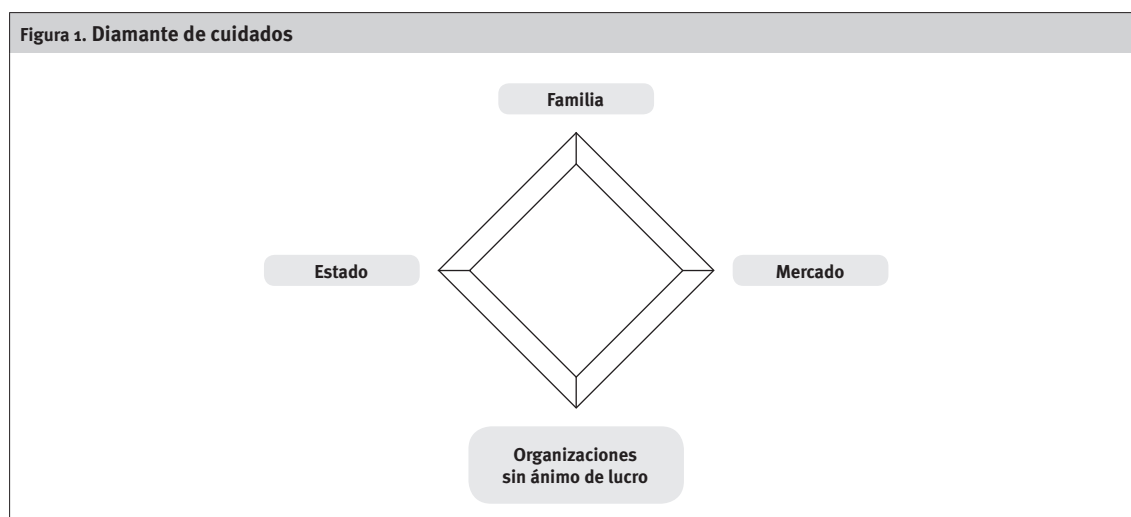 Figura 1. Diamante de cuidados
Familia
Estado
Mercado
Organizaciones
sin ánimo de lucro